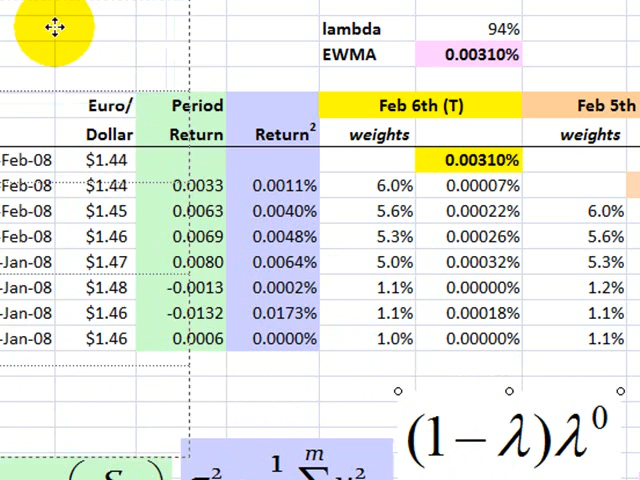 lambda 94%
EWMA 0.00310%
Euro/ Period Feb 6th (T) Feb 5th
Dollar Return Return² weights weights
-Feb-08 $1.44 0.00310%
-Feb-08 $1.44 0.0033 0.0011% 6.0% 0.00007%
-Feb-08 $1.45 0.0063 0.0040% 5.6% 0.00022% 6.0%
-Feb-08 $1.46 0.0069 0.0048% 5.3% 0.00026% 5.6%
-Jan-08 $1.47 0.0080 0.0064% 5.0% 0.00032% 5.3%
-Jan-08 $1.48 -0.0013 0.0002% 1.1% 0.00000% 1.2%
-Jan-08 $1.46 -0.0132 0.0173% 1.1% 0.00018% 1.1%
-Jan-08 $1.46 0.0006 0.0000% 1.0% 0.00000% 1.1%
(1−λ)λ⁰